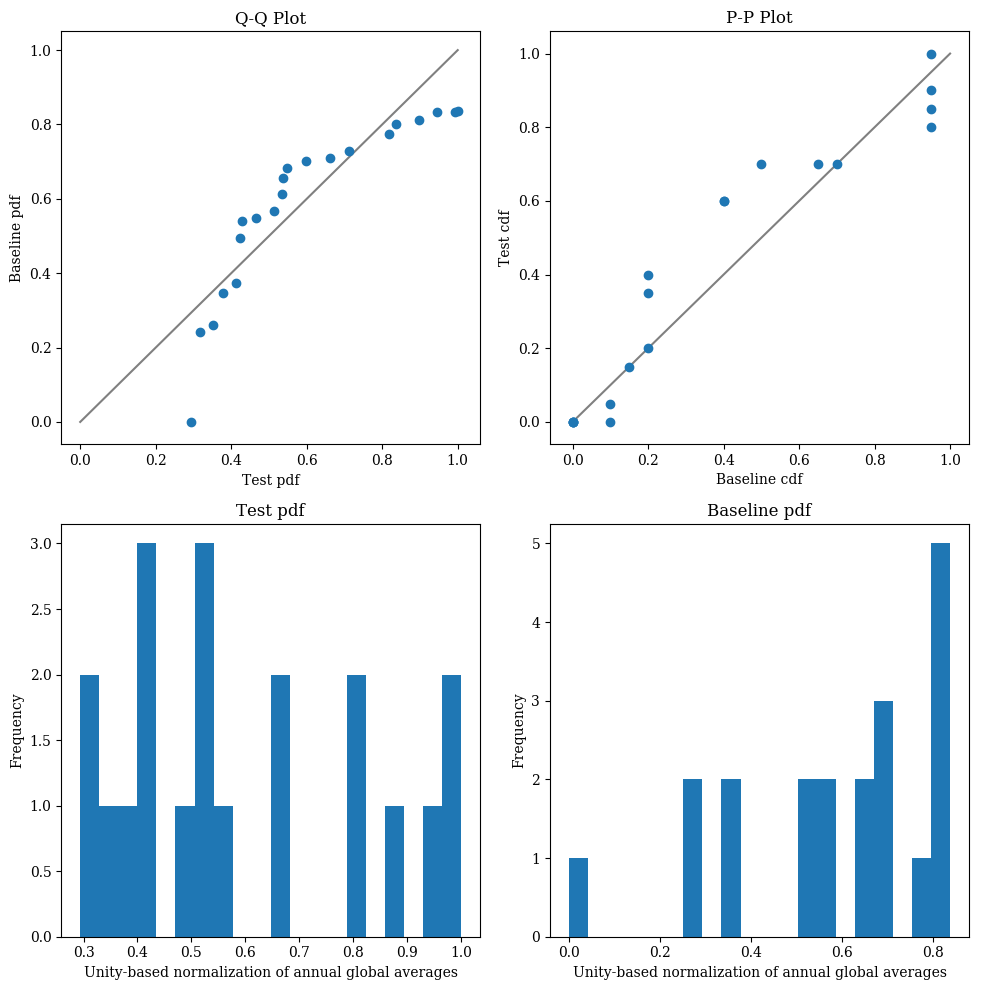 Q-Q Plot
1.0
0.8
0.6
0.4
0.2
0.0
Baseline pdf
0.0 0.2 0.4 0.6 0.8 1.0
Test pdf
P-P Plot
1.0
0.8
0.6
0.4
0.2
0.0
Test cdf
0.0 0.2 0.4 0.6 0.8 1.0
Baseline cdf
Test pdf
3.0
2.5
2.0
1.5
1.0
0.5
0.0
Frequency
0.3 0.4 0.5 0.6 0.7 0.8 0.9 1.0
Unity-based normalization of annual global averages
Baseline pdf
5
4
3
2
1
0
Frequency
0.0 0.2 0.4 0.6 0.8
Unity-based normalization of annual global averages